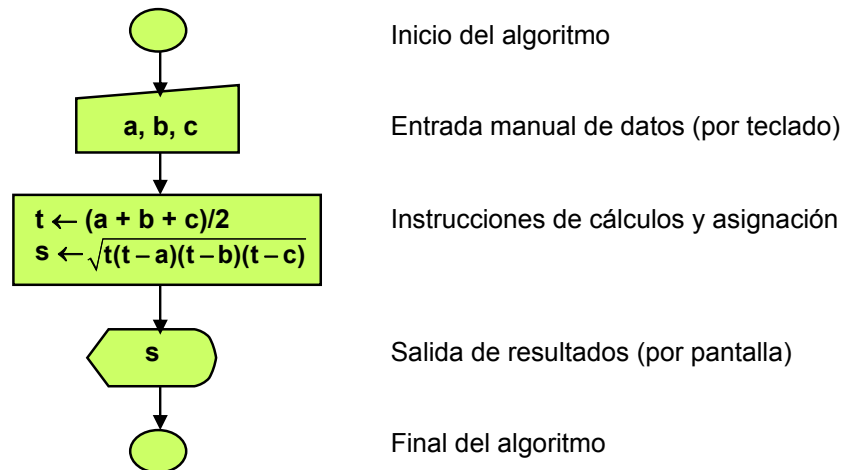 Inicio del algoritmo
a, b, c
Entrada manual de datos (por teclado)
t ← (a + b + c)/2
s ← √t(t – a)(t – b)(t – c)
Instrucciones de cálculos y asignación
s
Salida de resultados (por pantalla)
Final del algoritmo